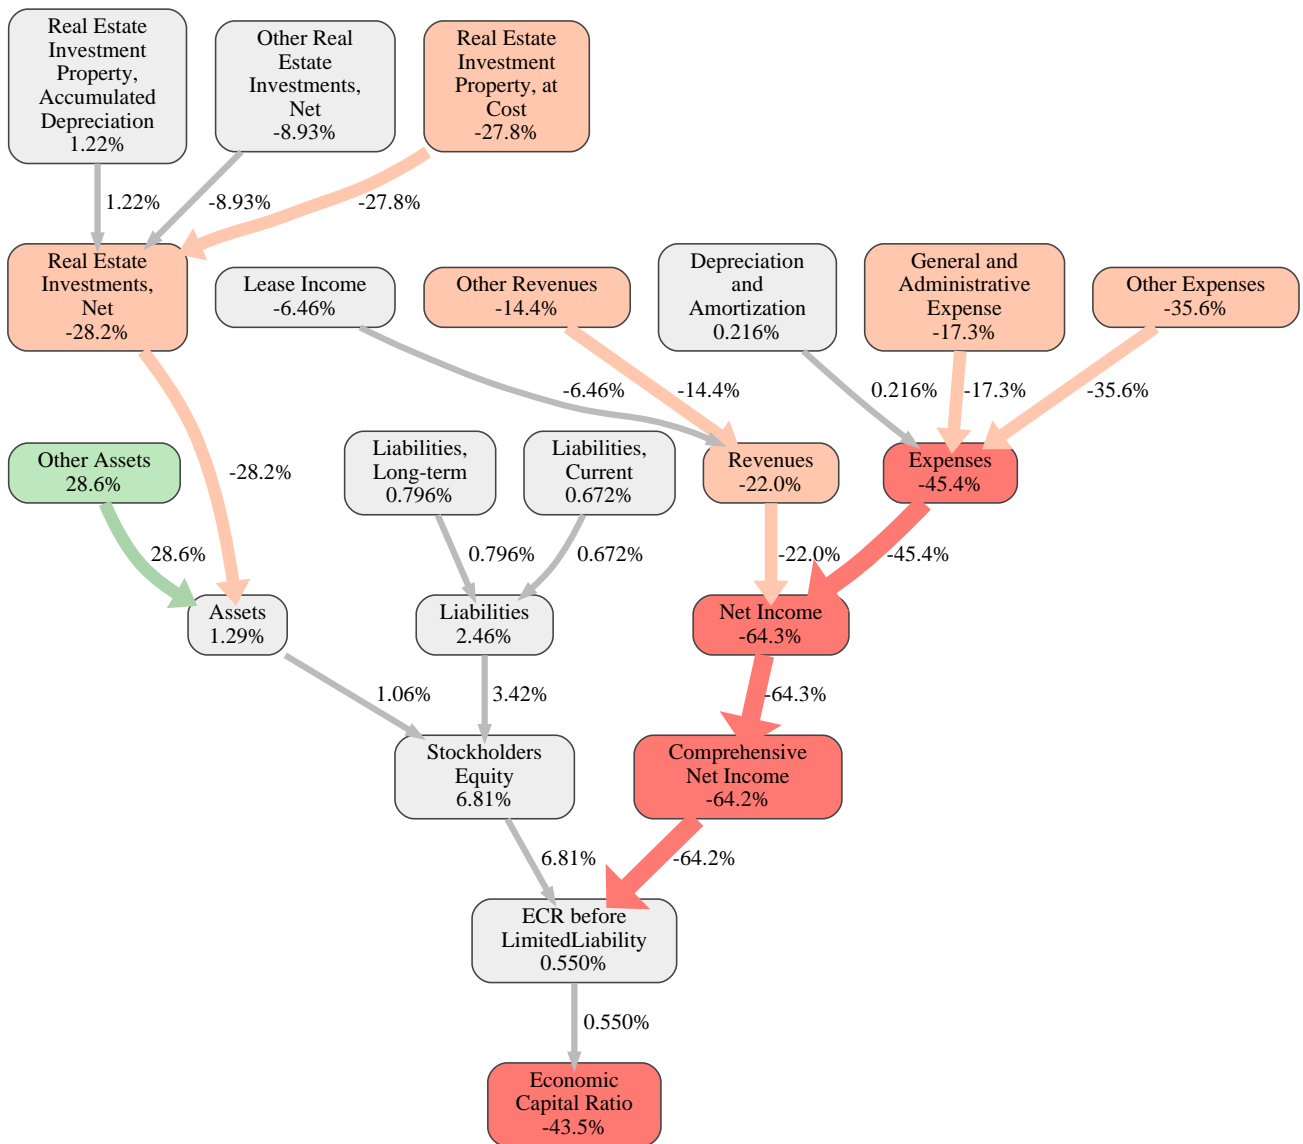 Real Estate
Investment
Property,
Accumulated
Depreciation
1.22%
Other Real
Estate
Investments,
Net
-8.93%
Real Estate
Investment
Property, at
Cost
-27.8%
1.22%
-8.93%
-27.8%
Real Estate
Investments,
Net
-28.2%
Lease Income
-6.46%
Other Revenues
-14.4%
Depreciation
and
Amortization
0.216%
General and
Administrative
Expense
-17.3%
Other Expenses
-35.6%
-6.46%
-14.4%
0.216%
-17.3%
-35.6%
Other Assets
28.6%
-28.2%
Liabilities,
Long-term
0.796%
Liabilities,
Current
0.672%
Revenues
-22.0%
Expenses
-45.4%
28.6%
0.796%
0.672%
-22.0%
-45.4%
Assets
1.29%
Liabilities
2.46%
Net Income
-64.3%
1.06%
3.42%
-64.3%
Stockholders
Equity
6.81%
Comprehensive
Net Income
-64.2%
6.81%
-64.2%
ECR before
LimitedLiability
0.550%
0.550%
Economic
Capital Ratio
-43.5%